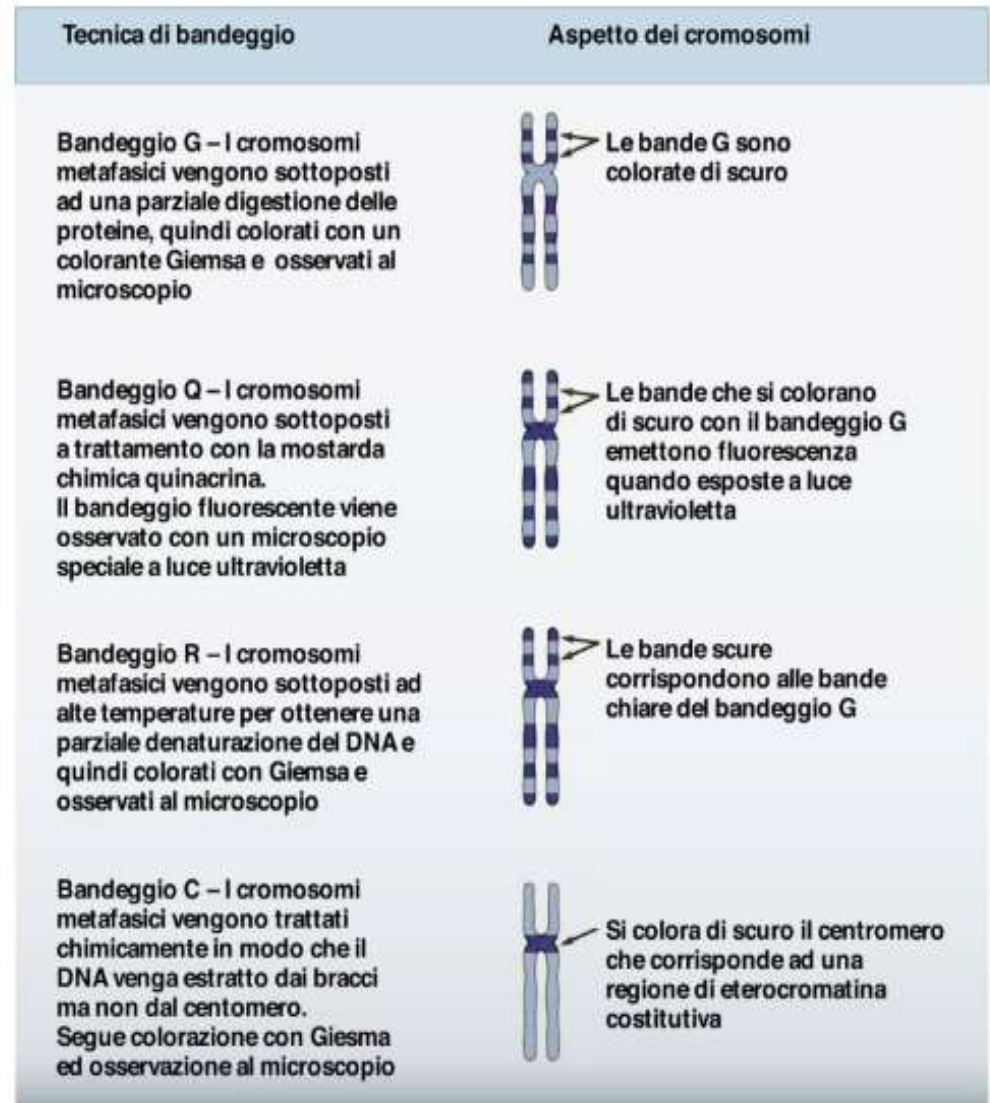 Tecnica di bandeggio
Aspetto dei cromosomi
Bandeggio G – I cromosomi
metafasici vengono sottoposti
ad una parziale digestione delle
proteine, quindi colorati con un
colorante Giemsa e osservati al
microscopio
Le bande G sono
colorate di scuro
Bandeggio Q – I cromosomi
metafasici vengono sottoposti
a trattamento con la mostarda
chimica quinacrina.
Il bandeggio fluorescente viene
osservato con un microscopio
speciale a luce ultravioletta
Le bande che si colorano
di scuro con il bandeggio G
emettono fluorescenza
quando esposte a luce
ultravioletta
Bandeggio R – I cromosomi
metafasici vengono sottoposti ad
alte temperature per ottenere una
parziale denaturazione del DNA e
quindi colorati con Giemsa e
osservati al microscopio
Le bande scure
corrispondono alle bande
chiare del bandeggio G
Bandeggio C – I cromosomi
metafasici vengono trattati
chimicamente in modo che il
DNA venga estratto dai bracci
ma non dal centomero.
Segue colorazione con Giesma
ed osservazione al microscopio
Si colora di scuro il centromero
che corrisponde ad una
regione di eterocromatina
costitutiva